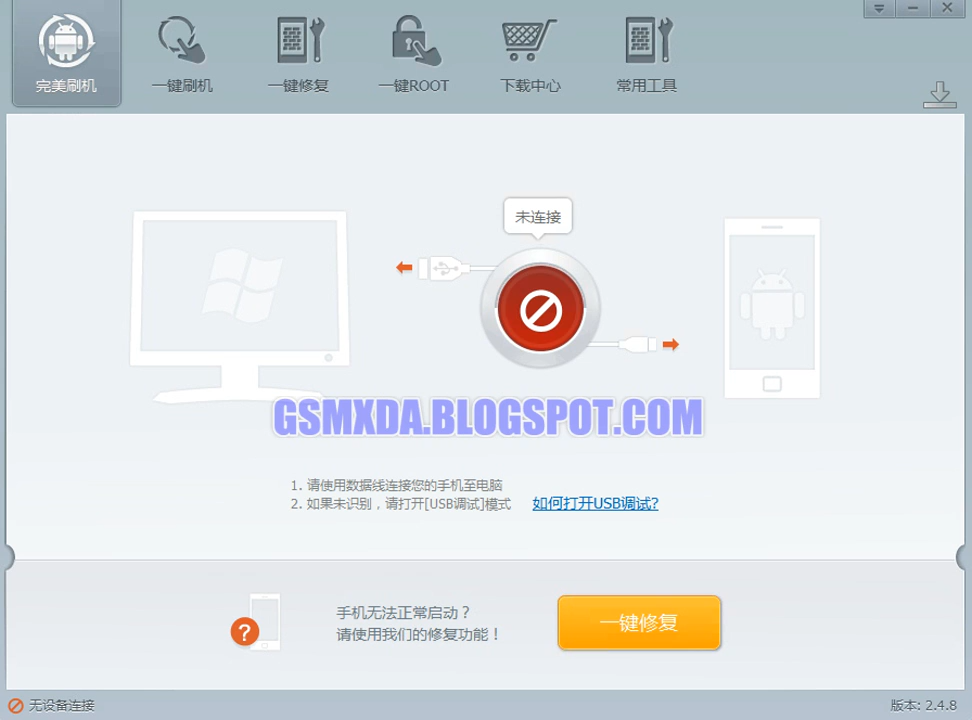 完美刷机
一键刷机
一键修复
一键ROOT
下载中心
常用工具
未连接
GSMXDA.BLOGSPOT.COM
1. 请使用数据线连接您的手机至电脑
2. 如果未识别，请打开[USB调试]模式 如何打开USB调试?
?
手机无法正常启动？
请使用我们的修复功能！
一键修复
无设备连接
版本: 2.4.8